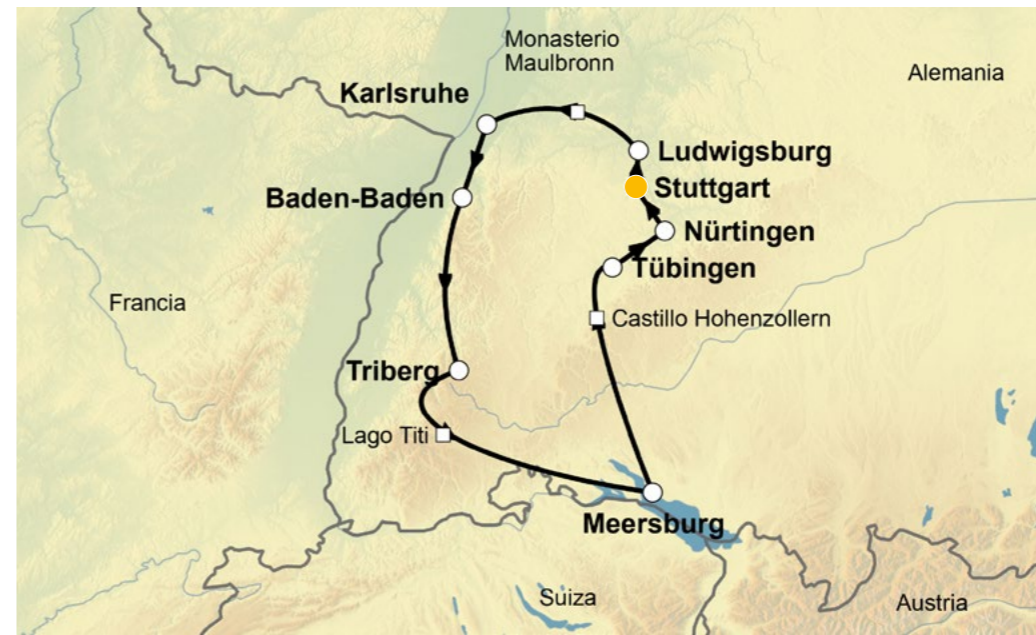 Monasterio
Maulbronn
Alemania
Karlsruhe
Ludwigsburg
Stuttgart
Baden-Baden
Nürtingen
Tübingen
Francia
Castillo Hohenzollern
Triberg
Lago Titi
Meersburg
Suiza
Austria